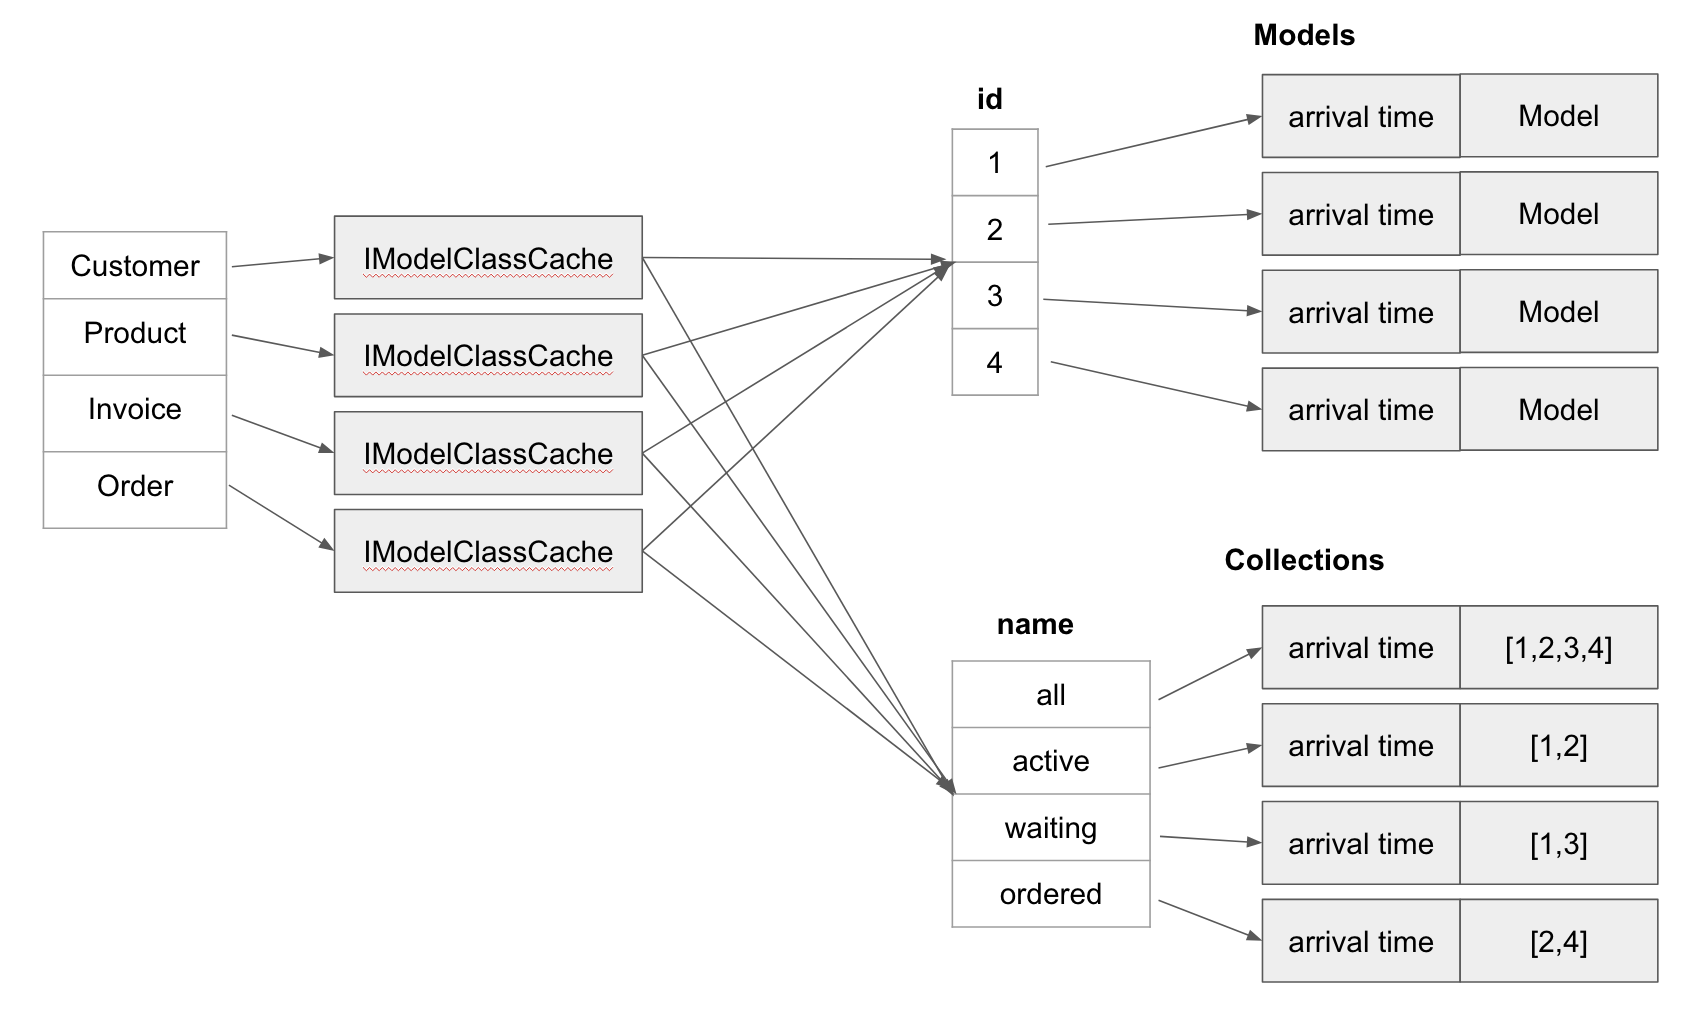 Customer
Product
Invoice
Order
IModelClassCache
IModelClassCache
IModelClassCache
IModelClassCache
id
1
2
3
4
Models
arrival time Model
arrival time Model
arrival time Model
arrival time Model
name
all
active
waiting
ordered
Collections
arrival time [1,2,3,4]
arrival time [1,2]
arrival time [1,3]
arrival time [2,4]